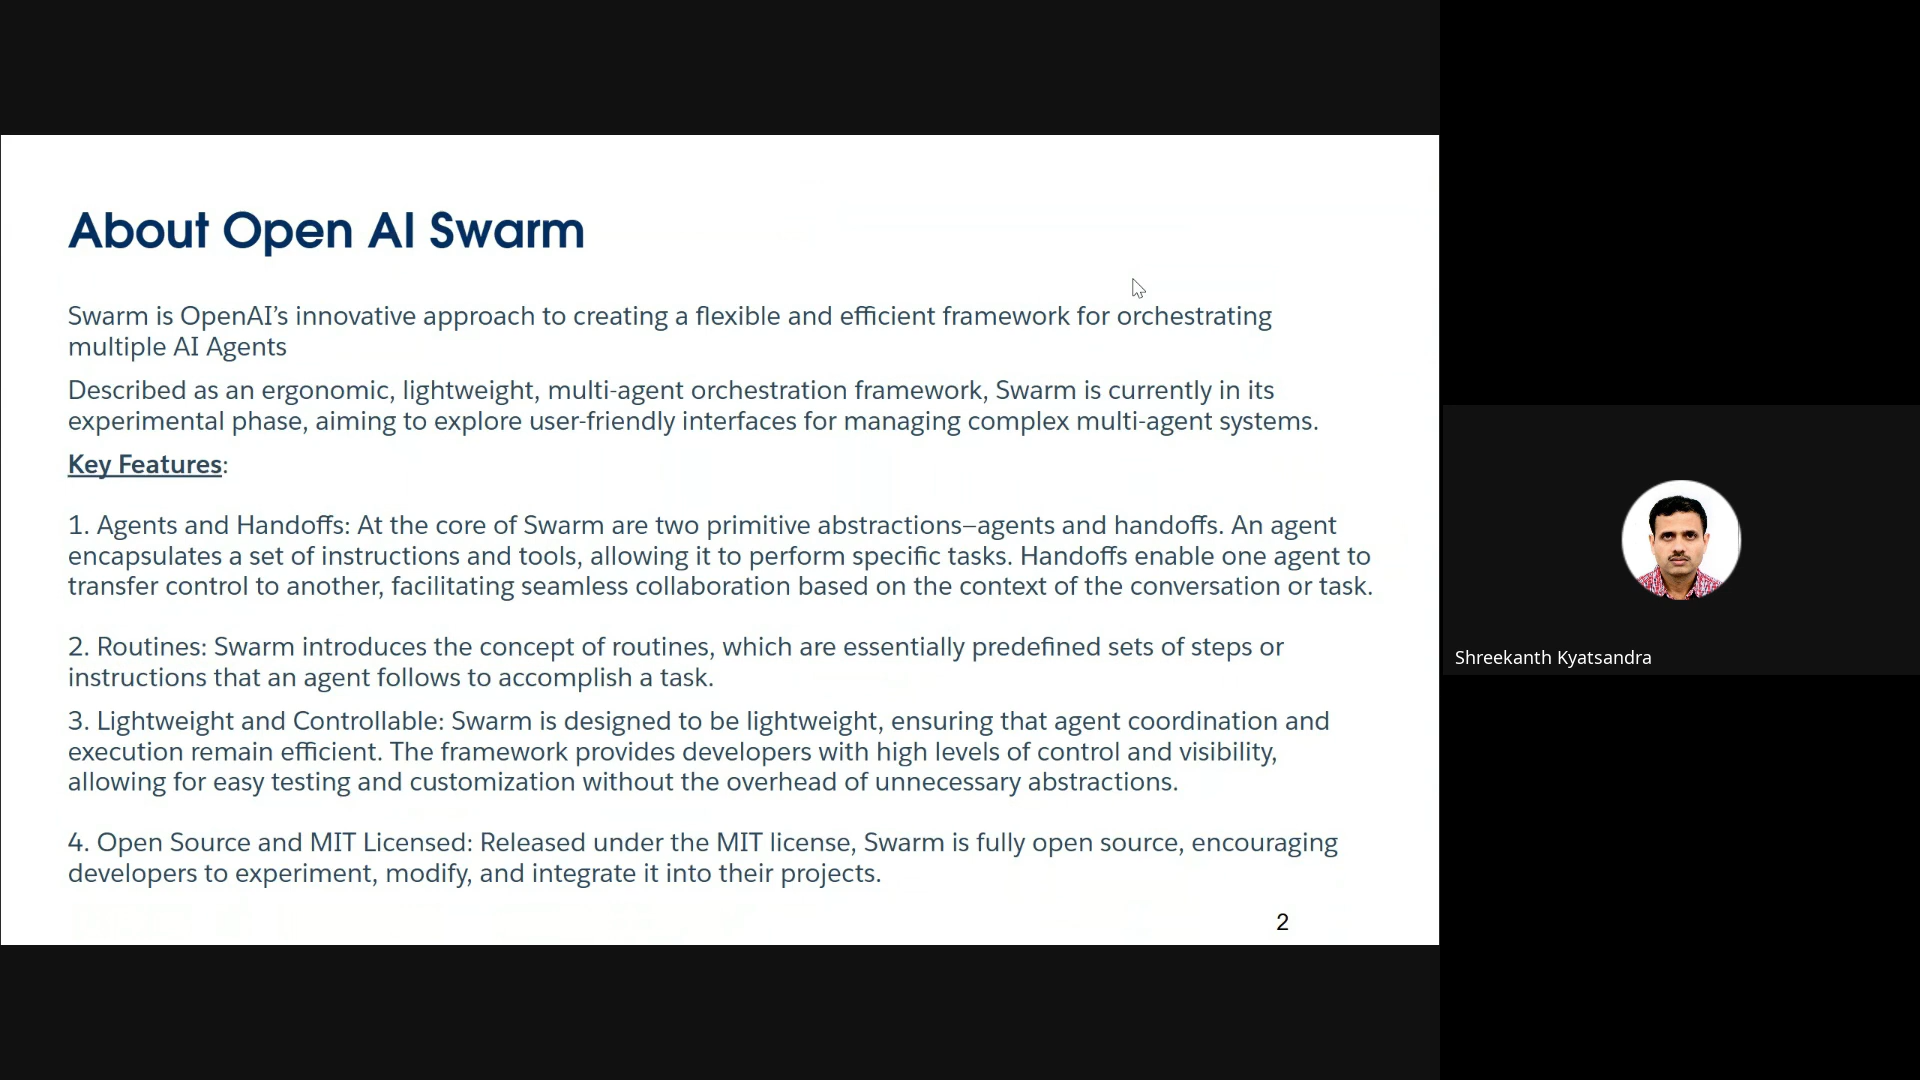 About Open AI Swarm
Swarm is OpenAI’s innovative approach to creating a flexible and efficient framework for orchestrating
multiple AI Agents
Described as an ergonomic, lightweight, multi-agent orchestration framework, Swarm is currently in its
experimental phase, aiming to explore user-friendly interfaces for managing complex multi-agent systems.
Key Features:
1. Agents and Handoffs: At the core of Swarm are two primitive abstractions—agents and handoffs. An agent
encapsulates a set of instructions and tools, allowing it to perform specific tasks. Handoffs enable one agent to
transfer control to another, facilitating seamless collaboration based on the context of the conversation or task.
2. Routines: Swarm introduces the concept of routines, which are essentially predefined sets of steps or
instructions that an agent follows to accomplish a task.
3. Lightweight and Controllable: Swarm is designed to be lightweight, ensuring that agent coordination and
execution remain efficient. The framework provides developers with high levels of control and visibility,
allowing for easy testing and customization without the overhead of unnecessary abstractions.
4. Open Source and MIT Licensed: Released under the MIT license, Swarm is fully open source, encouraging
developers to experiment, modify, and integrate it into their projects.
2
Shreekanth Kyatsandra